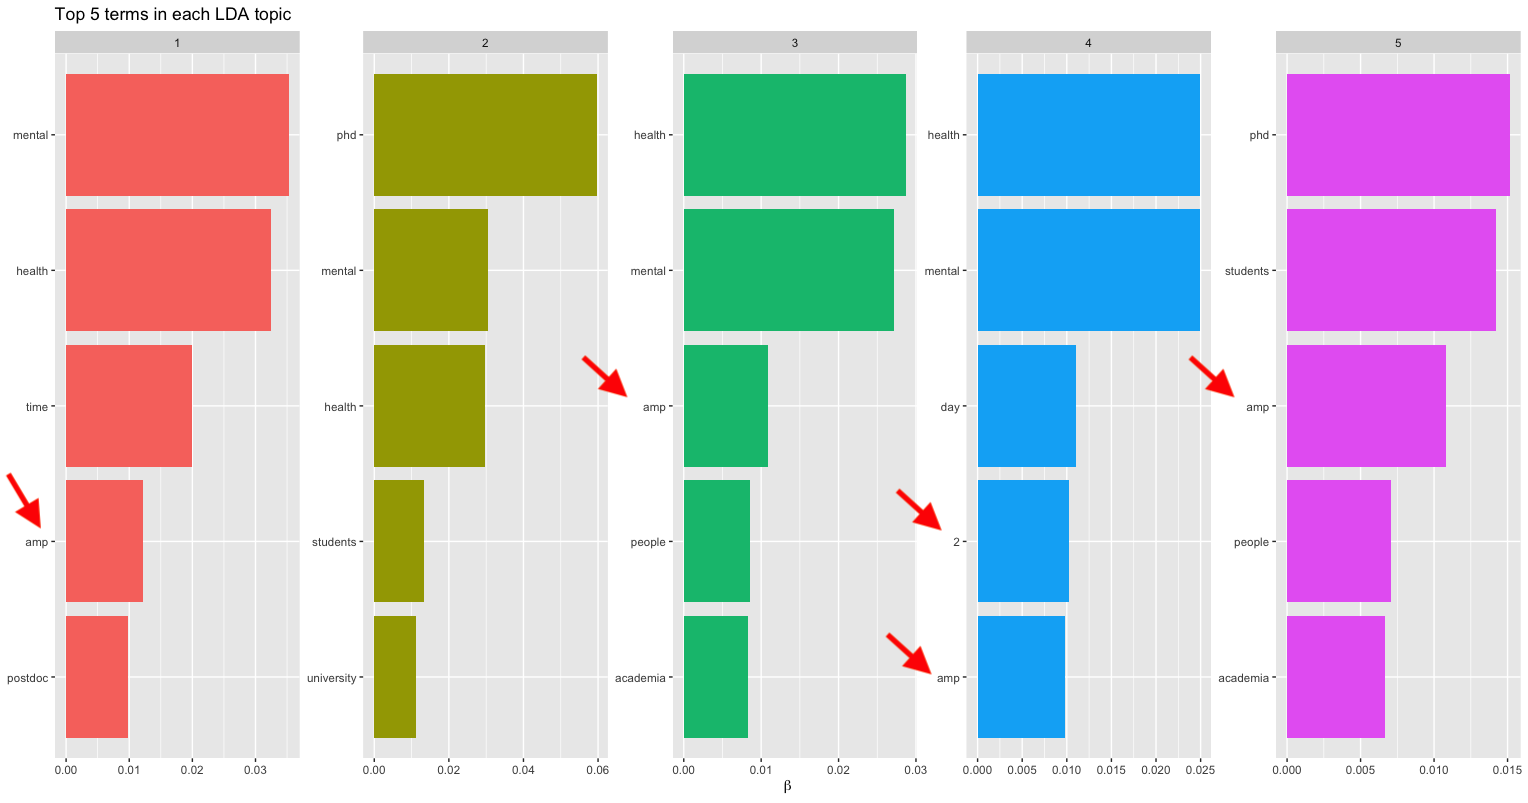 Top 5 terms in each LDA topic
1
mental
health
time
amp
postdoc
0.00 0.01 0.02 0.03
2
phd
mental
health
students
university
0.00 0.02 0.04 0.06
3
health
mental
amp
people
academia
0.00 0.01 0.02 0.03
4
health
mental
day
2
amp
0.000 0.005 0.010 0.015 0.020 0.025
5
phd
students
amp
people
academia
0.000 0.005 0.010 0.015
β